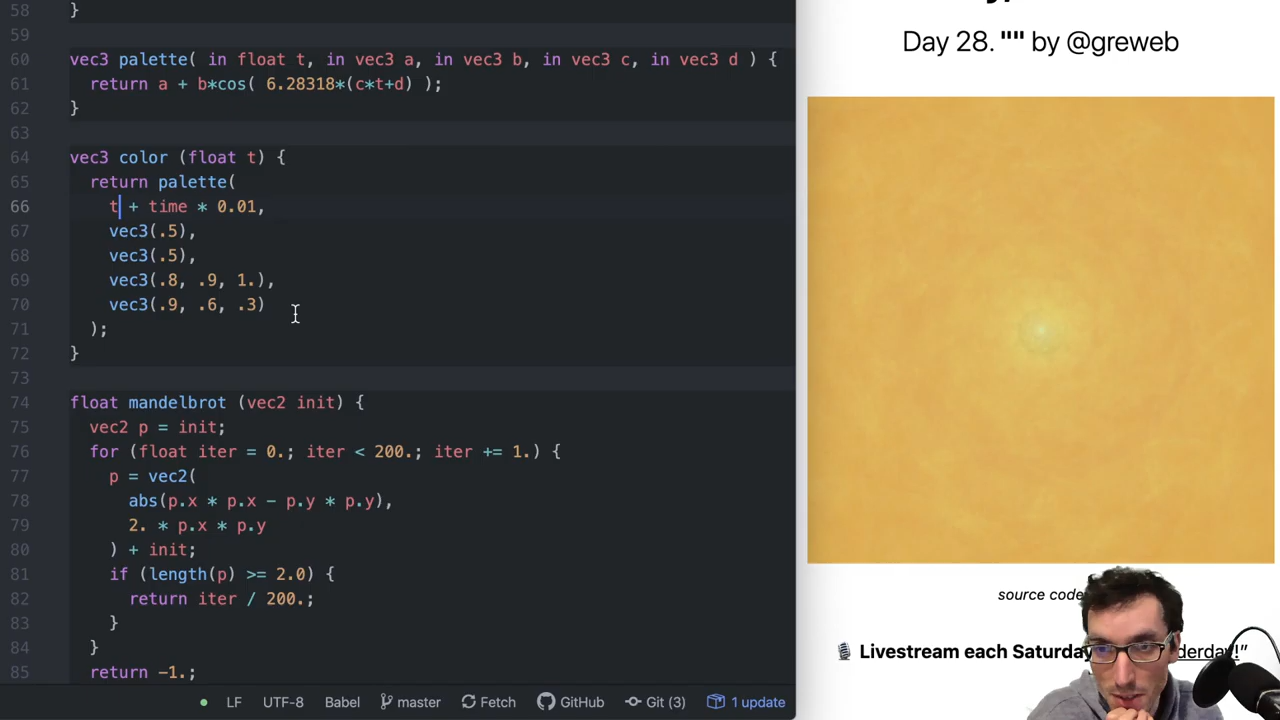 58 }
59
60 vec3 palette( in float t, in vec3 a, in vec3 b, in vec3 c, in vec3 d ) {
61 return a + b*cos( 6.28318*(c*t+d) );
62 }
63
64 vec3 color (float t) {
65 return palette(
66 t + time * 0.01,
67 vec3(.5),
68 vec3(.5),
69 vec3(.8, .9, 1.),
70 vec3(.9, .6, .3)
71 );
72 }
73
74 float mandelbrot (vec2 init) {
75 vec2 p = init;
76 for (float iter = 0.; iter < 200.; iter += 1.) {
77 p = vec2(
78 abs(p.x * p.x - p.y * p.y),
79 2. * p.x * p.y
80 ) + init;
81 if (length(p) >= 2.0) {
82 return iter / 200.;
83 }
84 }
85 return -1.;
LF UTF-8 Babel master Fetch GitHub Git (3) 1 update
Day 28. "" by @greweb
source code
Livestream each Saturday